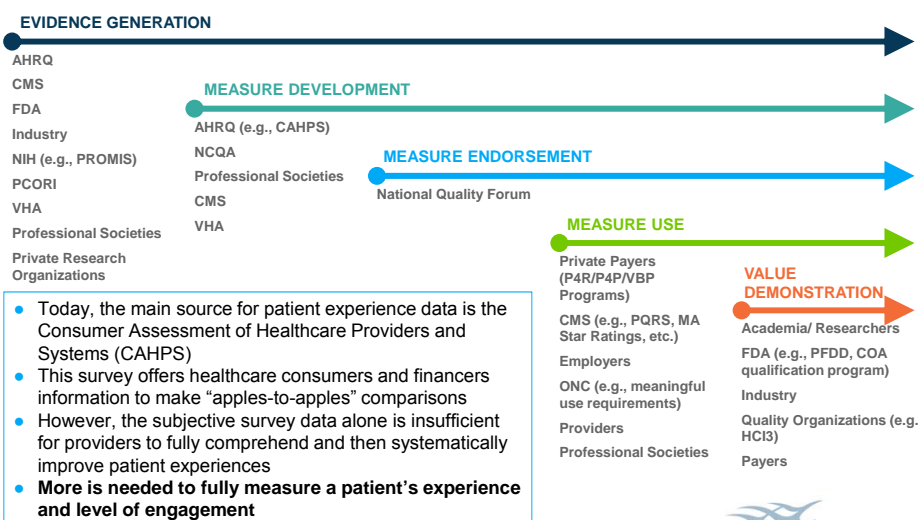 EVIDENCE GENERATION
AHRQ
CMS
FDA
Industry
NIH (e.g., PROMIS)
PCORI
VHA
Professional Societies
Private Research
Organizations
MEASURE DEVELOPMENT
AHRQ (e.g., CAHPS)
NCQA
Professional Societies
CMS
VHA
MEASURE ENDORSEMENT
National Quality Forum
MEASURE USE
Private Payers
(P4R/P4P/VBP
Programs)
CMS (e.g., PQRS, MA
Star Ratings, etc.)
Employers
ONC (e.g., meaningful
use requirements)
Providers
Professional Societies
VALUE
DEMONSTRATION
Academia/ Researchers
FDA (e.g., PFDD, COA
qualification program)
Industry
Quality Organizations (e.g.
HCI3)
Payers
● Today, the main source for patient experience data is the
Consumer Assessment of Healthcare Providers and
Systems (CAHPS)
● This survey offers healthcare consumers and financers
information to make “apples-to-apples” comparisons
● However, the subjective survey data alone is insufficient
for providers to fully comprehend and then systematically
improve patient experiences
● More is needed to fully measure a patient’s experience
and level of engagement